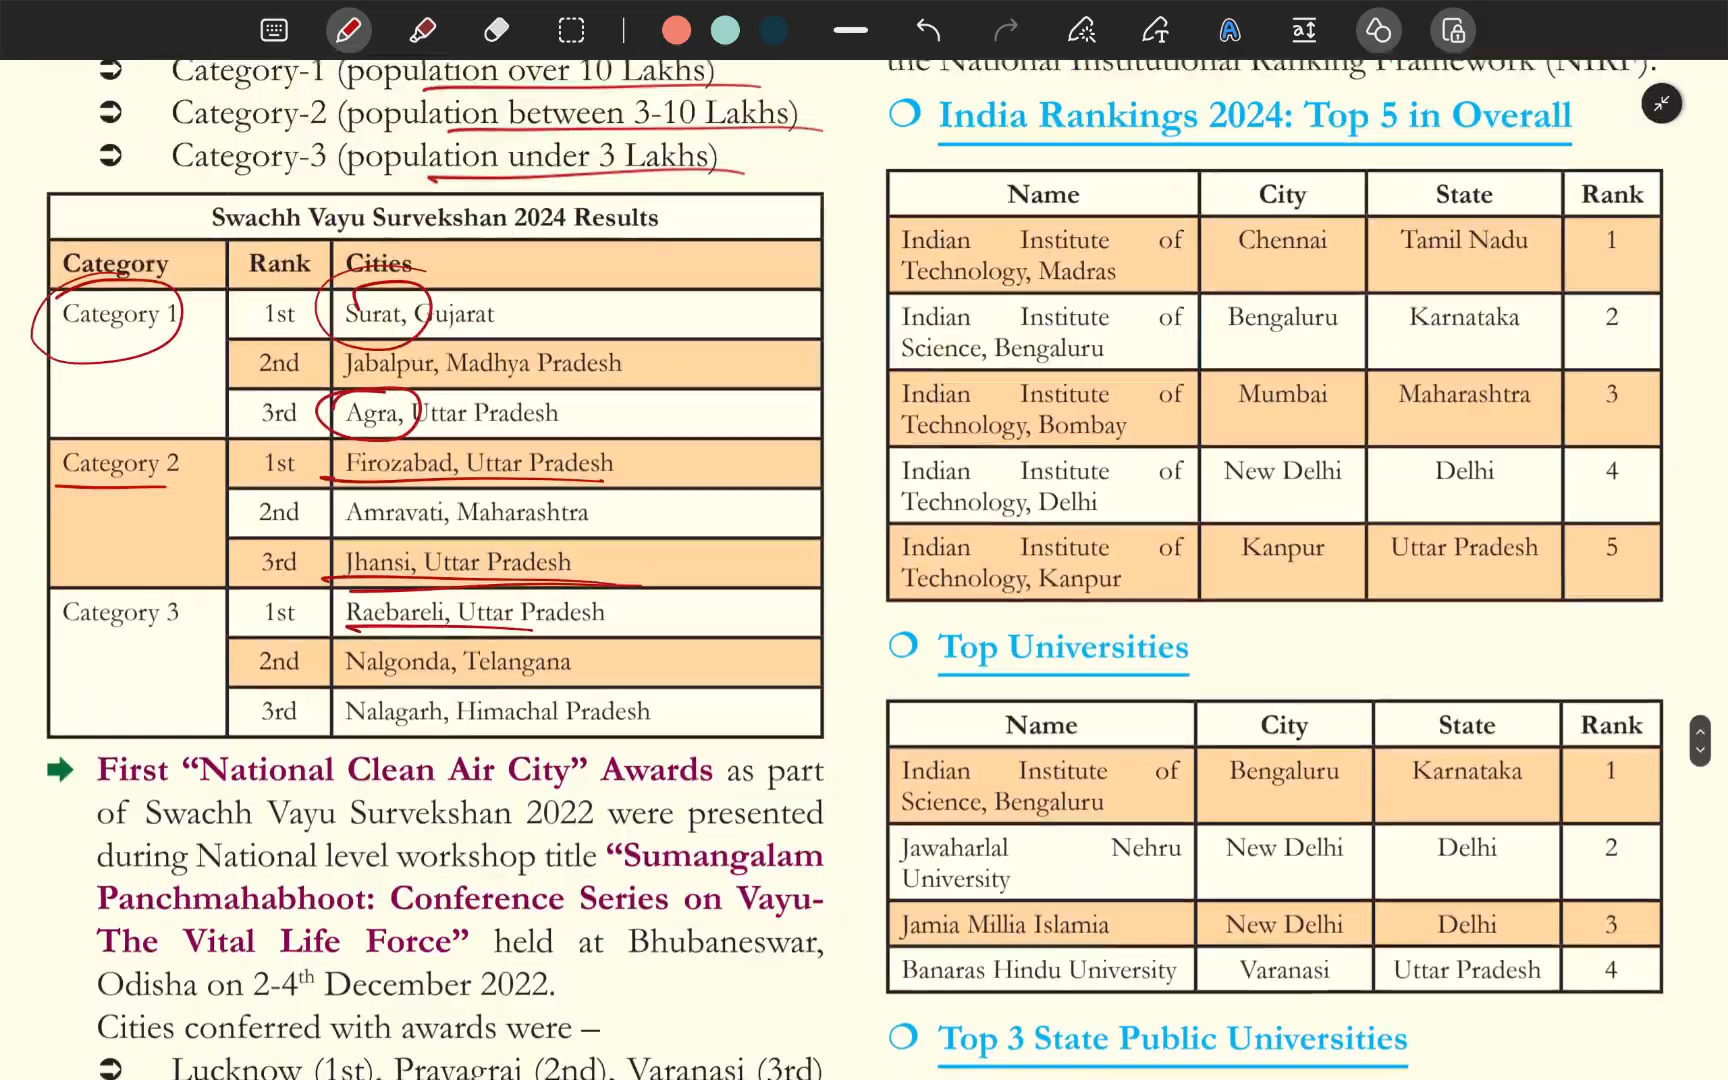 Category-1 (population over 10 Lakhs)
Category-2 (population between 3-10 Lakhs)
Category-3 (population under 3 Lakhs)
Swachh Vayu Survekshan 2024 Results
Category Rank Cities
Category 1 1st Surat, Gujarat
2nd Jabalpur, Madhya Pradesh
3rd Agra, Uttar Pradesh
Category 2 1st Firozabad, Uttar Pradesh
2nd Amravati, Maharashtra
3rd Jhansi, Uttar Pradesh
Category 3 1st Raebareli, Uttar Pradesh
2nd Nalgonda, Telangana
3rd Nalagarh, Himachal Pradesh
First “National Clean Air City” Awards as part
of Swachh Vayu Survekshan 2022 were presented
during National level workshop title “Sumangalam
Panchmahabhoot: Conference Series on Vayu-
The Vital Life Force” held at Bhubaneswar,
Odisha on 2-4th December 2022.
Cities conferred with awards were –
Lucknow (1st), Prayagraj (2nd), Varanasi (3rd)
the National Institutional Ranking Framework (NIRF).
India Rankings 2024: Top 5 in Overall
Name City State Rank
Indian Institute of Chennai Tamil Nadu 1
Technology, Madras
Indian Institute of Bengaluru Karnataka 2
Science, Bengaluru
Indian Institute of Mumbai Maharashtra 3
Technology, Bombay
Indian Institute of New Delhi Delhi 4
Technology, Delhi
Indian Institute of Kanpur Uttar Pradesh 5
Technology, Kanpur
Top Universities
Name City State Rank
Indian Institute of Bengaluru Karnataka 1
Science, Bengaluru
Jawaharlal Nehru New Delhi Delhi 2
University
Jamia Millia Islamia New Delhi Delhi 3
Banaras Hindu University Varanasi Uttar Pradesh 4
Top 3 State Public Universities